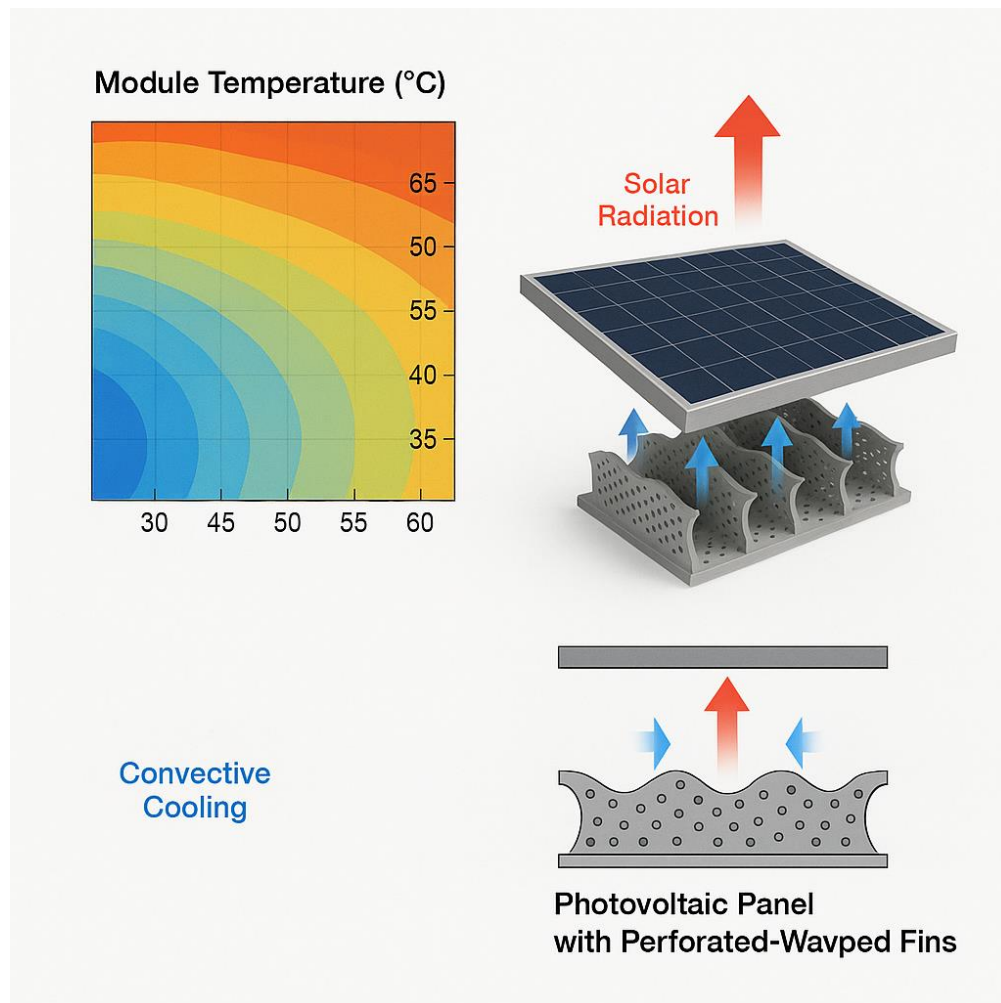 Module Temperature (°C)
65
50
55
40
35
30 45 50 55 60
Solar
Radiation
Convective
Cooling
Photovoltaic Panel
with Perforated-Wavped Fins